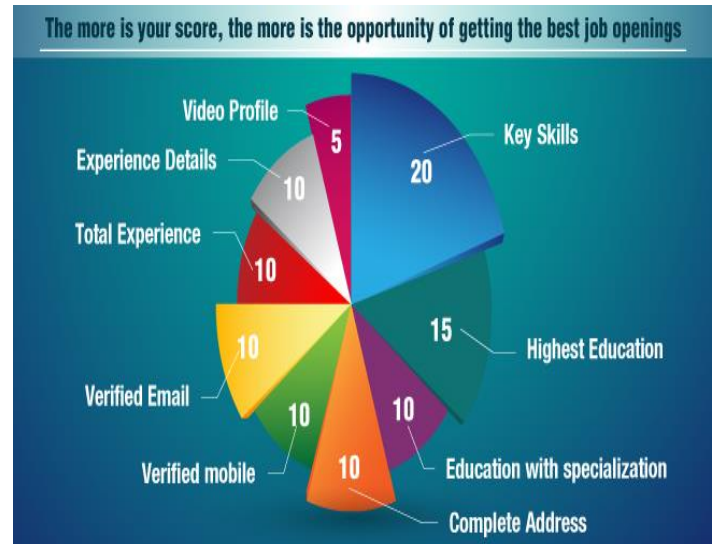 The more is your score, the more is the opportunity of getting the best job openings
Video Profile
5
Key Skills
20
Experience Details
10
Total Experience
10
15
Highest Education
Verified Email
10
10
Education with specialization
Verified mobile
10
10
Complete Address